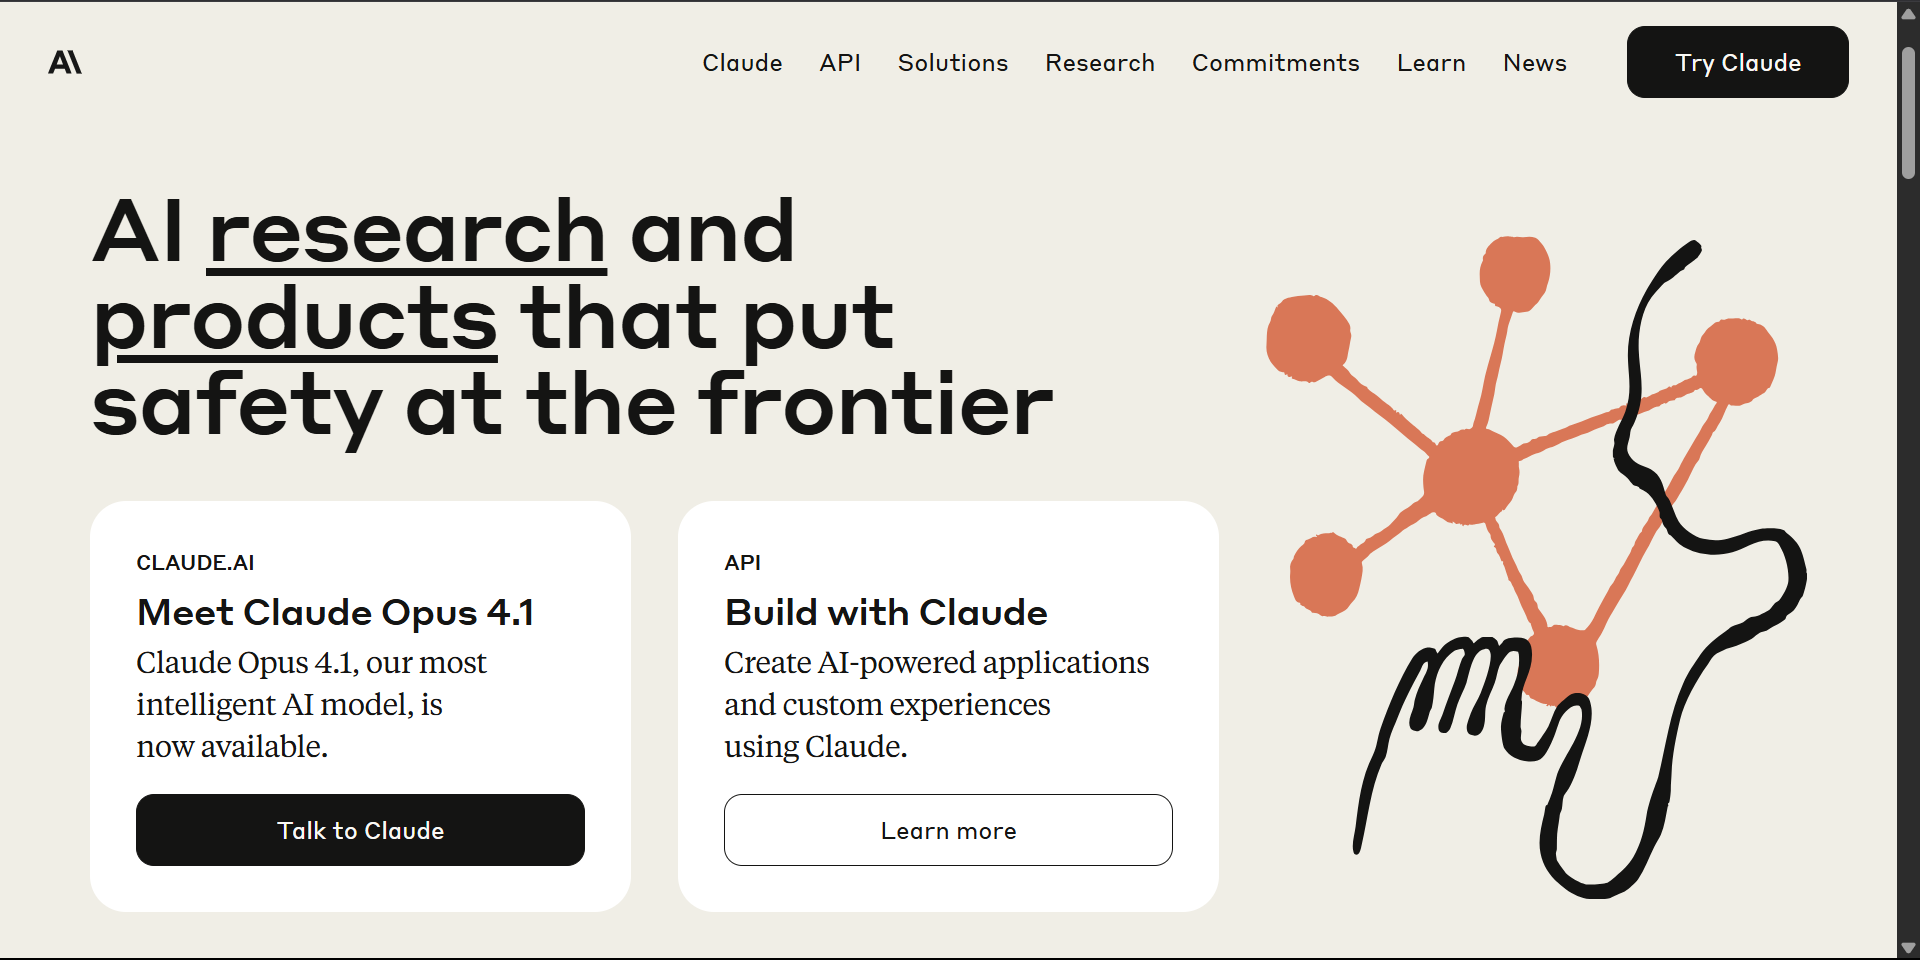 AI
Claude API Solutions Research Commitments Learn News Try Claude
AI research and
products that put
safety at the frontier
CLAUDE.AI
Meet Claude Opus 4.1
Claude Opus 4.1, our most
intelligent AI model, is
now available.
Talk to Claude
API
Build with Claude
Create AI-powered applications
and custom experiences
using Claude.
Learn more